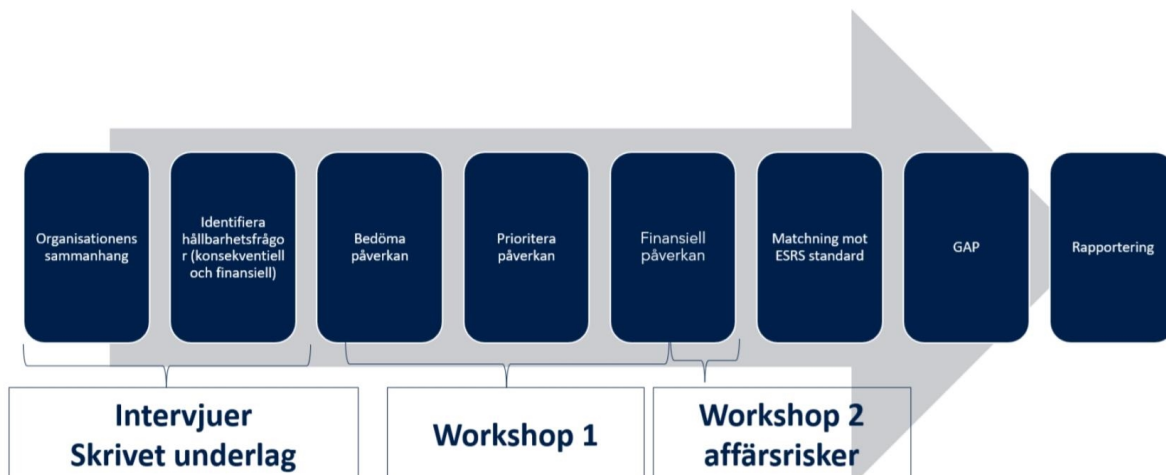 Organisationens
sammanhang
Identifiera
hållbarhetsfrågo
r (konsekventiell
och finansiell)
Bedöma
påverkan
Prioritera
påverkan
Finansiell
påverkan
Matchning mot
ESRS standard
GAP
Rapportering
Intervjuer
Skrivet underlag
Workshop 1
Workshop 2
affärsrisker